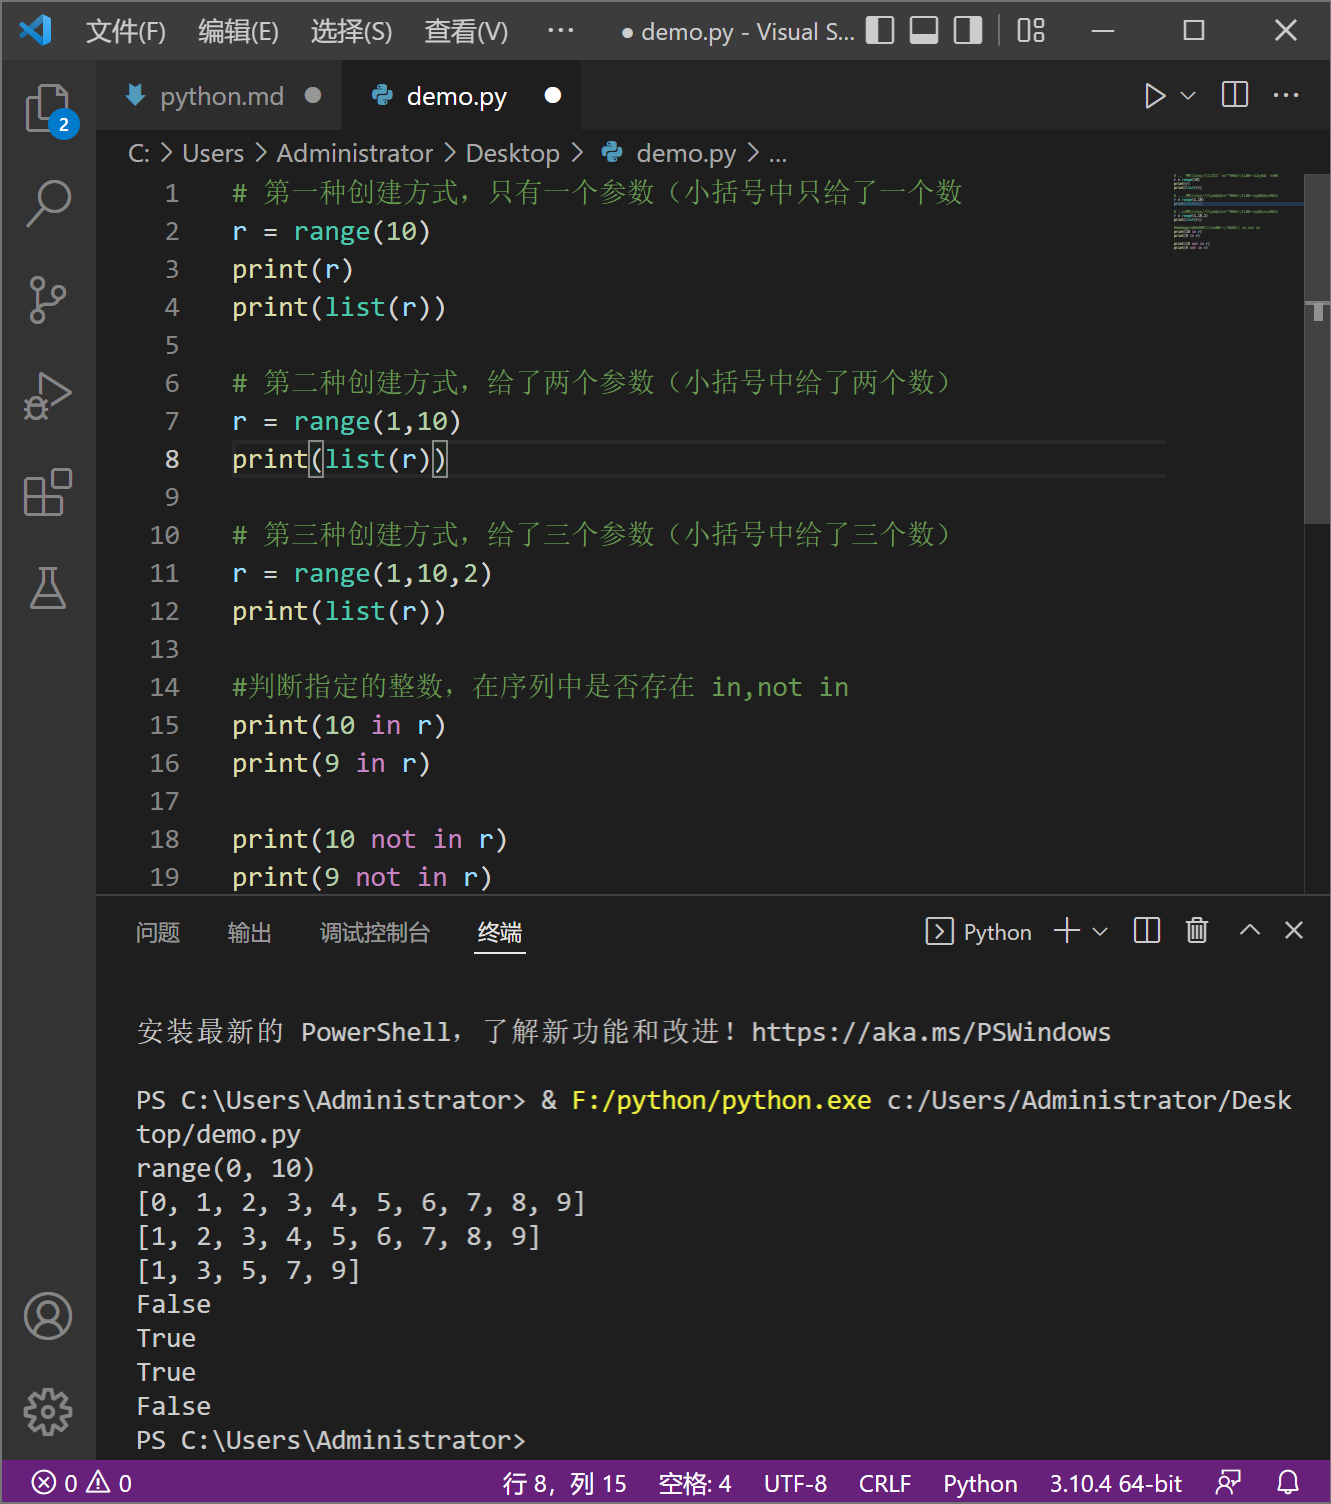 文件(F) 编辑(E) 选择(S) 查看(V) ··· ● demo.py - Visual S...
2
python.md ● demo.py ●
C: > Users > Administrator > Desktop > demo.py > ...
1 # 第一种创建方式，只有一个参数（小括号中只给了一个数
2 r = range(10)
3 print(r)
4 print(list(r))
5
6 # 第二种创建方式，给了两个参数（小括号中给了两个数）
7 r = range(1,10)
8 print(list(r))
9
10 # 第三种创建方式，给了三个参数（小括号中给了三个数）
11 r = range(1,10,2)
12 print(list(r))
13
14 #判断指定的整数，在序列中是否存在 in,not in
15 print(10 in r)
16 print(9 in r)
17
18 print(10 not in r)
19 print(9 not in r)
问题 输出 调试控制台 终端 Python
安装最新的 PowerShell，了解新功能和改进！https://aka.ms/PSWindows
PS C:\Users\Administrator> & F:/python/python.exe c:/Users/Administrator/Desk
top/demo.py
range(0, 10)
[0, 1, 2, 3, 4, 5, 6, 7, 8, 9]
[1, 2, 3, 4, 5, 6, 7, 8, 9]
[1, 3, 5, 7, 9]
False
True
True
False
PS C:\Users\Administrator>
0 0 行 8，列 15 空格: 4 UTF-8 CRLF Python 3.10.4 64-bit